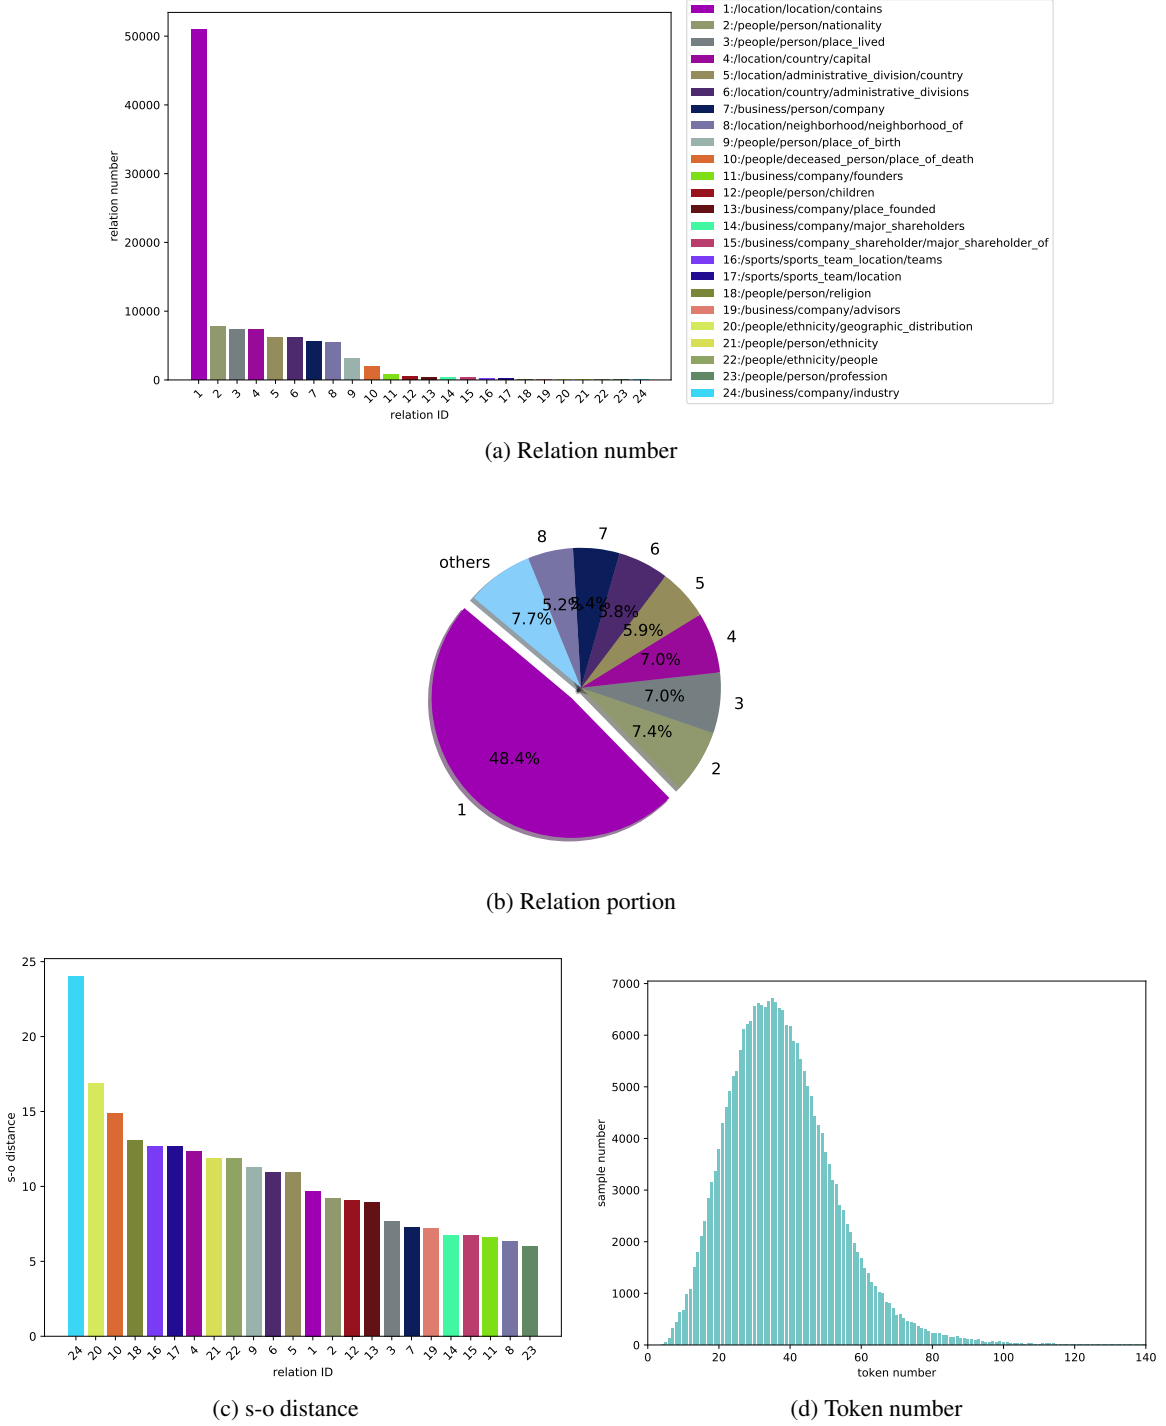 50000
40000
30000
20000
10000
0
relation number
1 2 3 4 5 6 7 8 9 10 11 12 13 14 15 16 17 18 19 20 21 22 23 24
relation ID
1:/location/location/contains
2:/people/person/nationality
3:/people/person/place_lived
4:/location/country/capital
5:/location/administrative_division/country
6:/location/country/administrative_divisions
7:/business/person/company
8:/location/neighborhood/neighborhood_of
9:/people/person/place_of_birth
10:/people/deceased_person/place_of_death
11:/business/company/founders
12:/people/person/children
13:/business/company/place_founded
14:/business/company/major_shareholders
15:/business/company_shareholder/major_shareholder_of
16:/sports/sports_team_location/teams
17:/sports/sports_team/location
18:/people/person/religion
19:/business/company/advisors
20:/people/ethnicity/geographic_distribution
21:/people/person/ethnicity
22:/people/ethnicity/people
23:/people/person/profession
24:/business/company/industry
(a) Relation number
others
8
7
6
5
4
3
2
1
7.7%
5.2%
5.4%
5.8%
5.9%
7.0%
7.0%
7.4%
48.4%
(b) Relation portion
25
20
15
10
5
0
s-o distance
24 20 10 18 16 17 4 21 22 9 6 5 1 2 12 13 3 7 19 14 15 11 8 23
relation ID
(c) s-o distance
7000
6000
5000
4000
3000
2000
1000
0
sample number
0 20 40 60 80 100 120 140
token number
(d) Token number